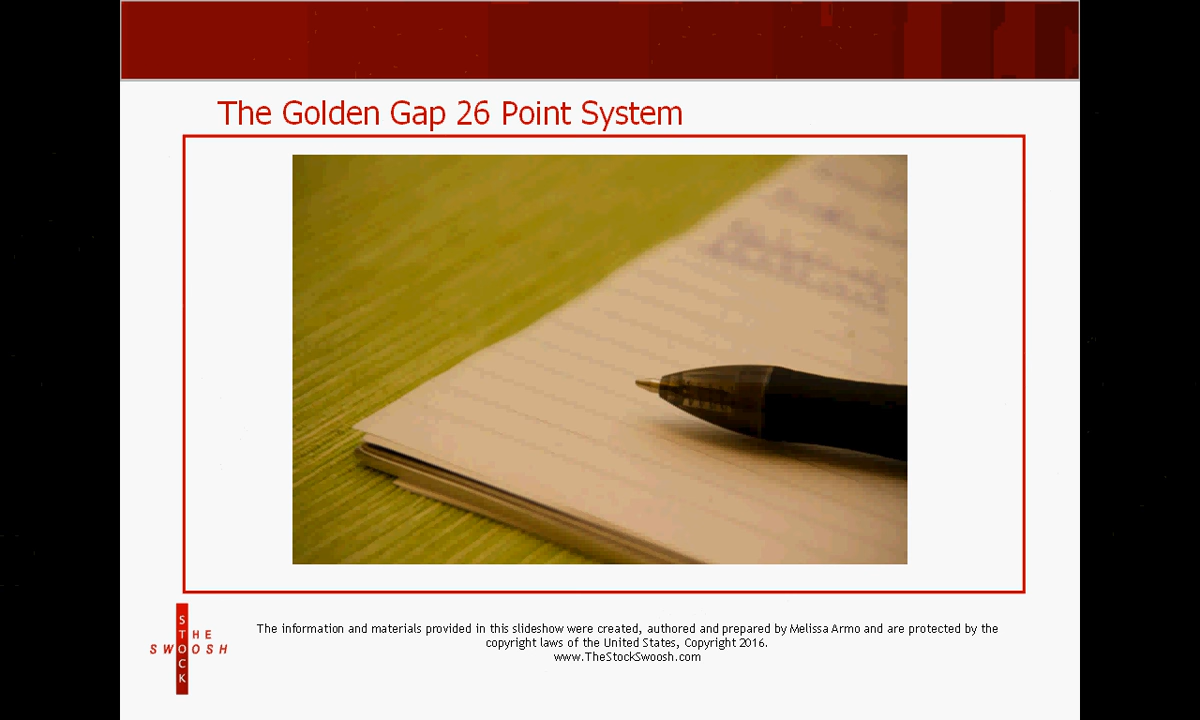 The Golden Gap 26 Point System
THE
SWOOSH
STOCK
The information and materials provided in this slideshow were created, authored and prepared by Melissa Armo and are protected by the
copyright laws of the United States, Copyright 2016.
www.TheStockSwoosh.com